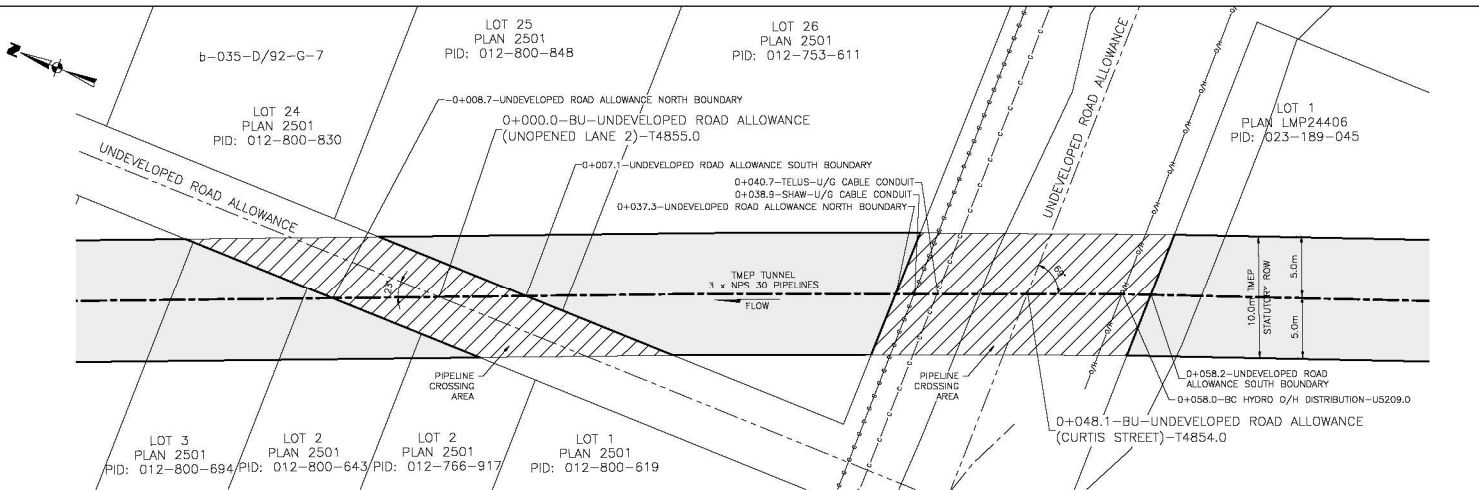 N
b-035-D/92-G-7
LOT 25
PLAN 2501
PID: 012-800-848
LOT 26
PLAN 2501
PID: 012-753-611
LOT 24
PLAN 2501
PID: 012-800-830
-0+008.7-UNDEVELOPED ROAD ALLOWANCE NORTH BOUNDARY
0+000.0-BU-UNDEVELOPED ROAD ALLOWANCE
(UNOPENED LANE 2)-T4855.0
0+007.1-UNDEVELOPED ROAD ALLOWANCE SOUTH BOUNDARY
0+040.7-TELUS-U/G CABLE CONDUIT
0+038.9-SHAW-U/G CABLE CONDUIT
0+037.3-UNDEVELOPED ROAD ALLOWANCE NORTH BOUNDARY
UNDEVELOPED ROAD ALLOWANCE
UNDEVELOPED ROAD ALLOWANCE
UNDEVELOPED ROAD ALLOWANCE
LOT 1
PLAN LMP24406
PID: 023-189-045
23°
TMEP TUNNEL
3 x NPS 30 PIPELINES
FLOW
69°
10.0m TMEP
STATUTORY ROW
5.0m
5.0m
PIPELINE
CROSSING
AREA
PIPELINE
CROSSING
AREA
0+058.2-UNDEVELOPED ROAD
ALLOWANCE SOUTH BOUNDARY
0+058.0-BC HYDRO O/H DISTRIBUTION-U5209.0
0+048.1-BU-UNDEVELOPED ROAD ALLOWANCE
(CURTIS STREET)-T4854.0
LOT 3
PLAN 2501
PID: 012-800-694
LOT 2
PLAN 2501
PID: 012-800-643
LOT 2
PLAN 2501
PID: 012-766-917
LOT 1
PLAN 2501
PID: 012-800-619